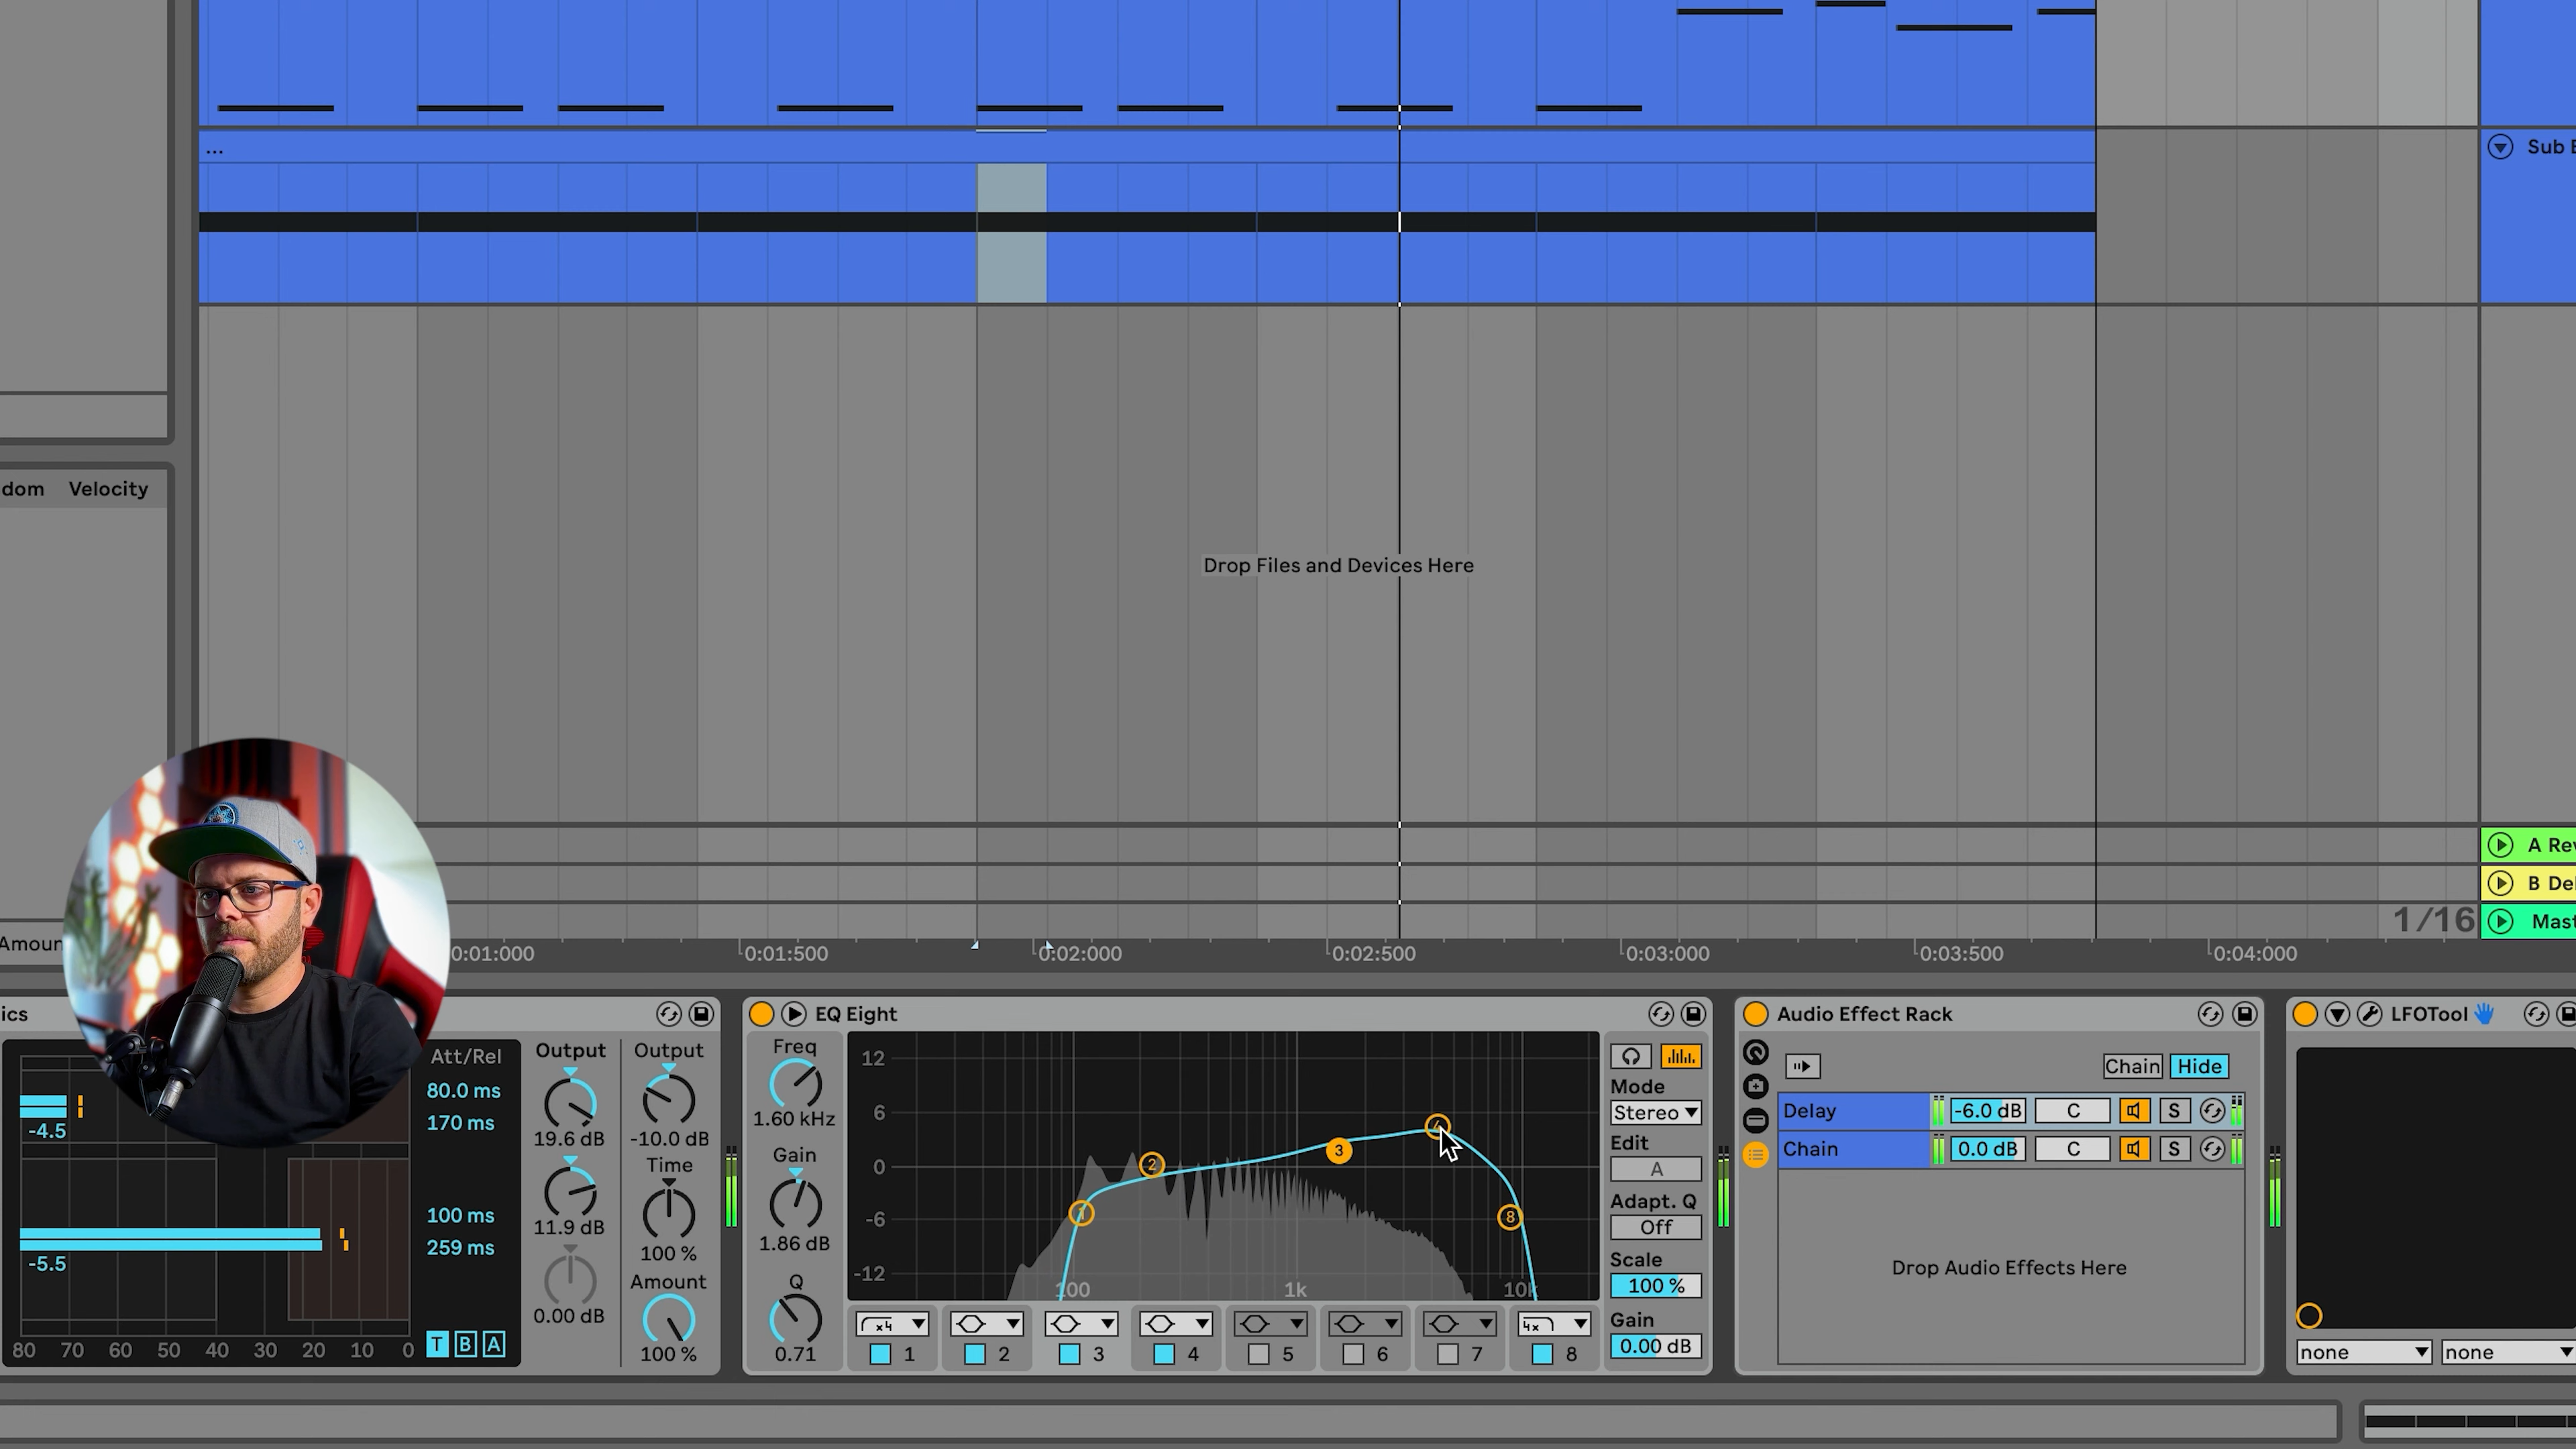 ...
Sub
dom Velocity
Drop Files and Devices Here
A
B
1/16
0:01:000 0:01:500 0:02:000 0:02:500 0:03:000 0:03:500 0:04:000
Att/Rel
80.0 ms
170 ms
-4.5
100 ms
259 ms
-5.5
80 70 60 50 40 30 20 10 0
T B A
Output
19.6 dB
11.9 dB
0.00 dB
Output
-10.0 dB
Time
100 %
Amount
100 %
EQ Eight
Freq
1.60 kHz
Gain
1.86 dB
Q
0.71
12
6
0
-6
-12
100 1k 10k
1 2 3 8
x4 4x
1 2 3 4 5 6 7 8
Mode
Stereo
Edit
A
Adapt. Q
Off
Scale
100 %
Gain
0.00 dB
Audio Effect Rack
Chain Hide
Delay -6.0 dB C S
Chain 0.0 dB C S
Drop Audio Effects Here
LFOTool
none none